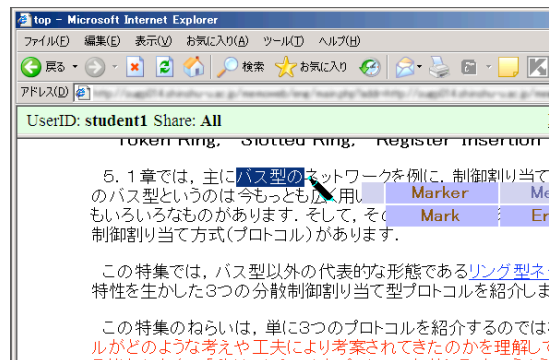 top - Microsoft Internet Explorer
ファイル(F) 編集(E) 表示(V) お気に入り(A) ツール(T) ヘルプ(H)
戻る 検索 お気に入り
アドレス(D)
UserID: student1 Share: All
Token Ring, Slotted Ring, Register Insertion
5. 1章では, 主にバス型のネットワークを例に, 制御割り当て
のバス型というのは今もっとも広く用い
Marker
もいろいろなものがあります. そして, そ
Mark
制御割り当て方式(プロトコル)があります.
この特集では, バス型以外の代表的な形態であるリング型ネ
特性を生かした3つの分散制御割り当て型プロトコルを紹介しま
この特集のねらいは, 単に3つのプロトコルを紹介するのでは
ルがどのような考えや工夫により考案されてきたのかを理解して